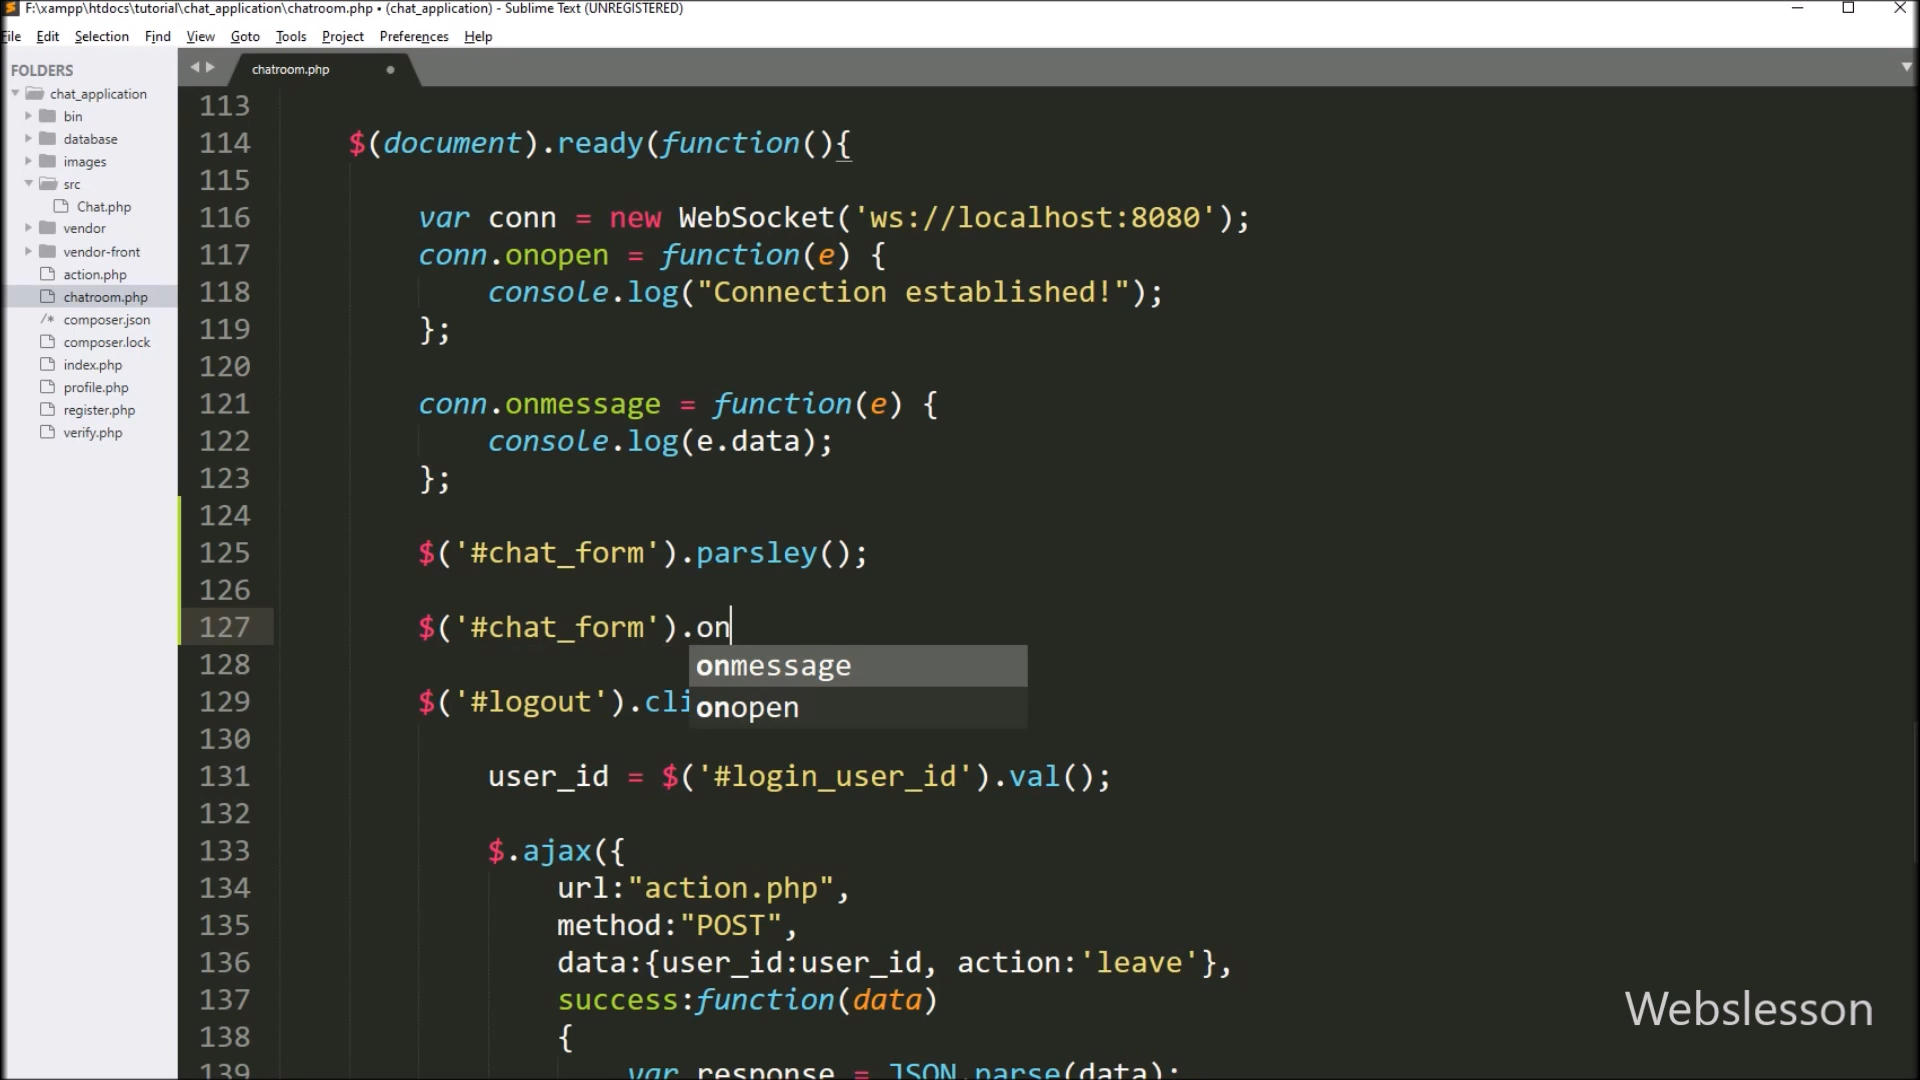 F:\xampp\htdocs\tutorial\chat_application\chatroom.php • (chat_application) - Sublime Text (UNREGISTERED)
File Edit Selection Find View Goto Tools Project Preferences Help
FOLDERS
chat_application
bin
database
images
src
Chat.php
vendor
vendor-front
action.php
chatroom.php
/* composer.json
composer.lock
index.php
profile.php
register.php
verify.php
chatroom.php
113
114 $(document).ready(function(){
115
116 var conn = new WebSocket('ws://localhost:8080');
117 conn.onopen = function(e) {
118 console.log("Connection established!");
119 };
120
121 conn.onmessage = function(e) {
122 console.log(e.data);
123 };
124
125 $('#chat_form').parsley();
126
127 $('#chat_form').on
onmessage
onopen
128
129 $('#logout').cli
130
131 user_id = $('#login_user_id').val();
132
133 $.ajax({
134 url:"action.php",
135 method:"POST",
136 data:{user_id:user_id, action:'leave'},
137 success:function(data)
138 {
139 var response = JSON.parse(data);
Webslesson